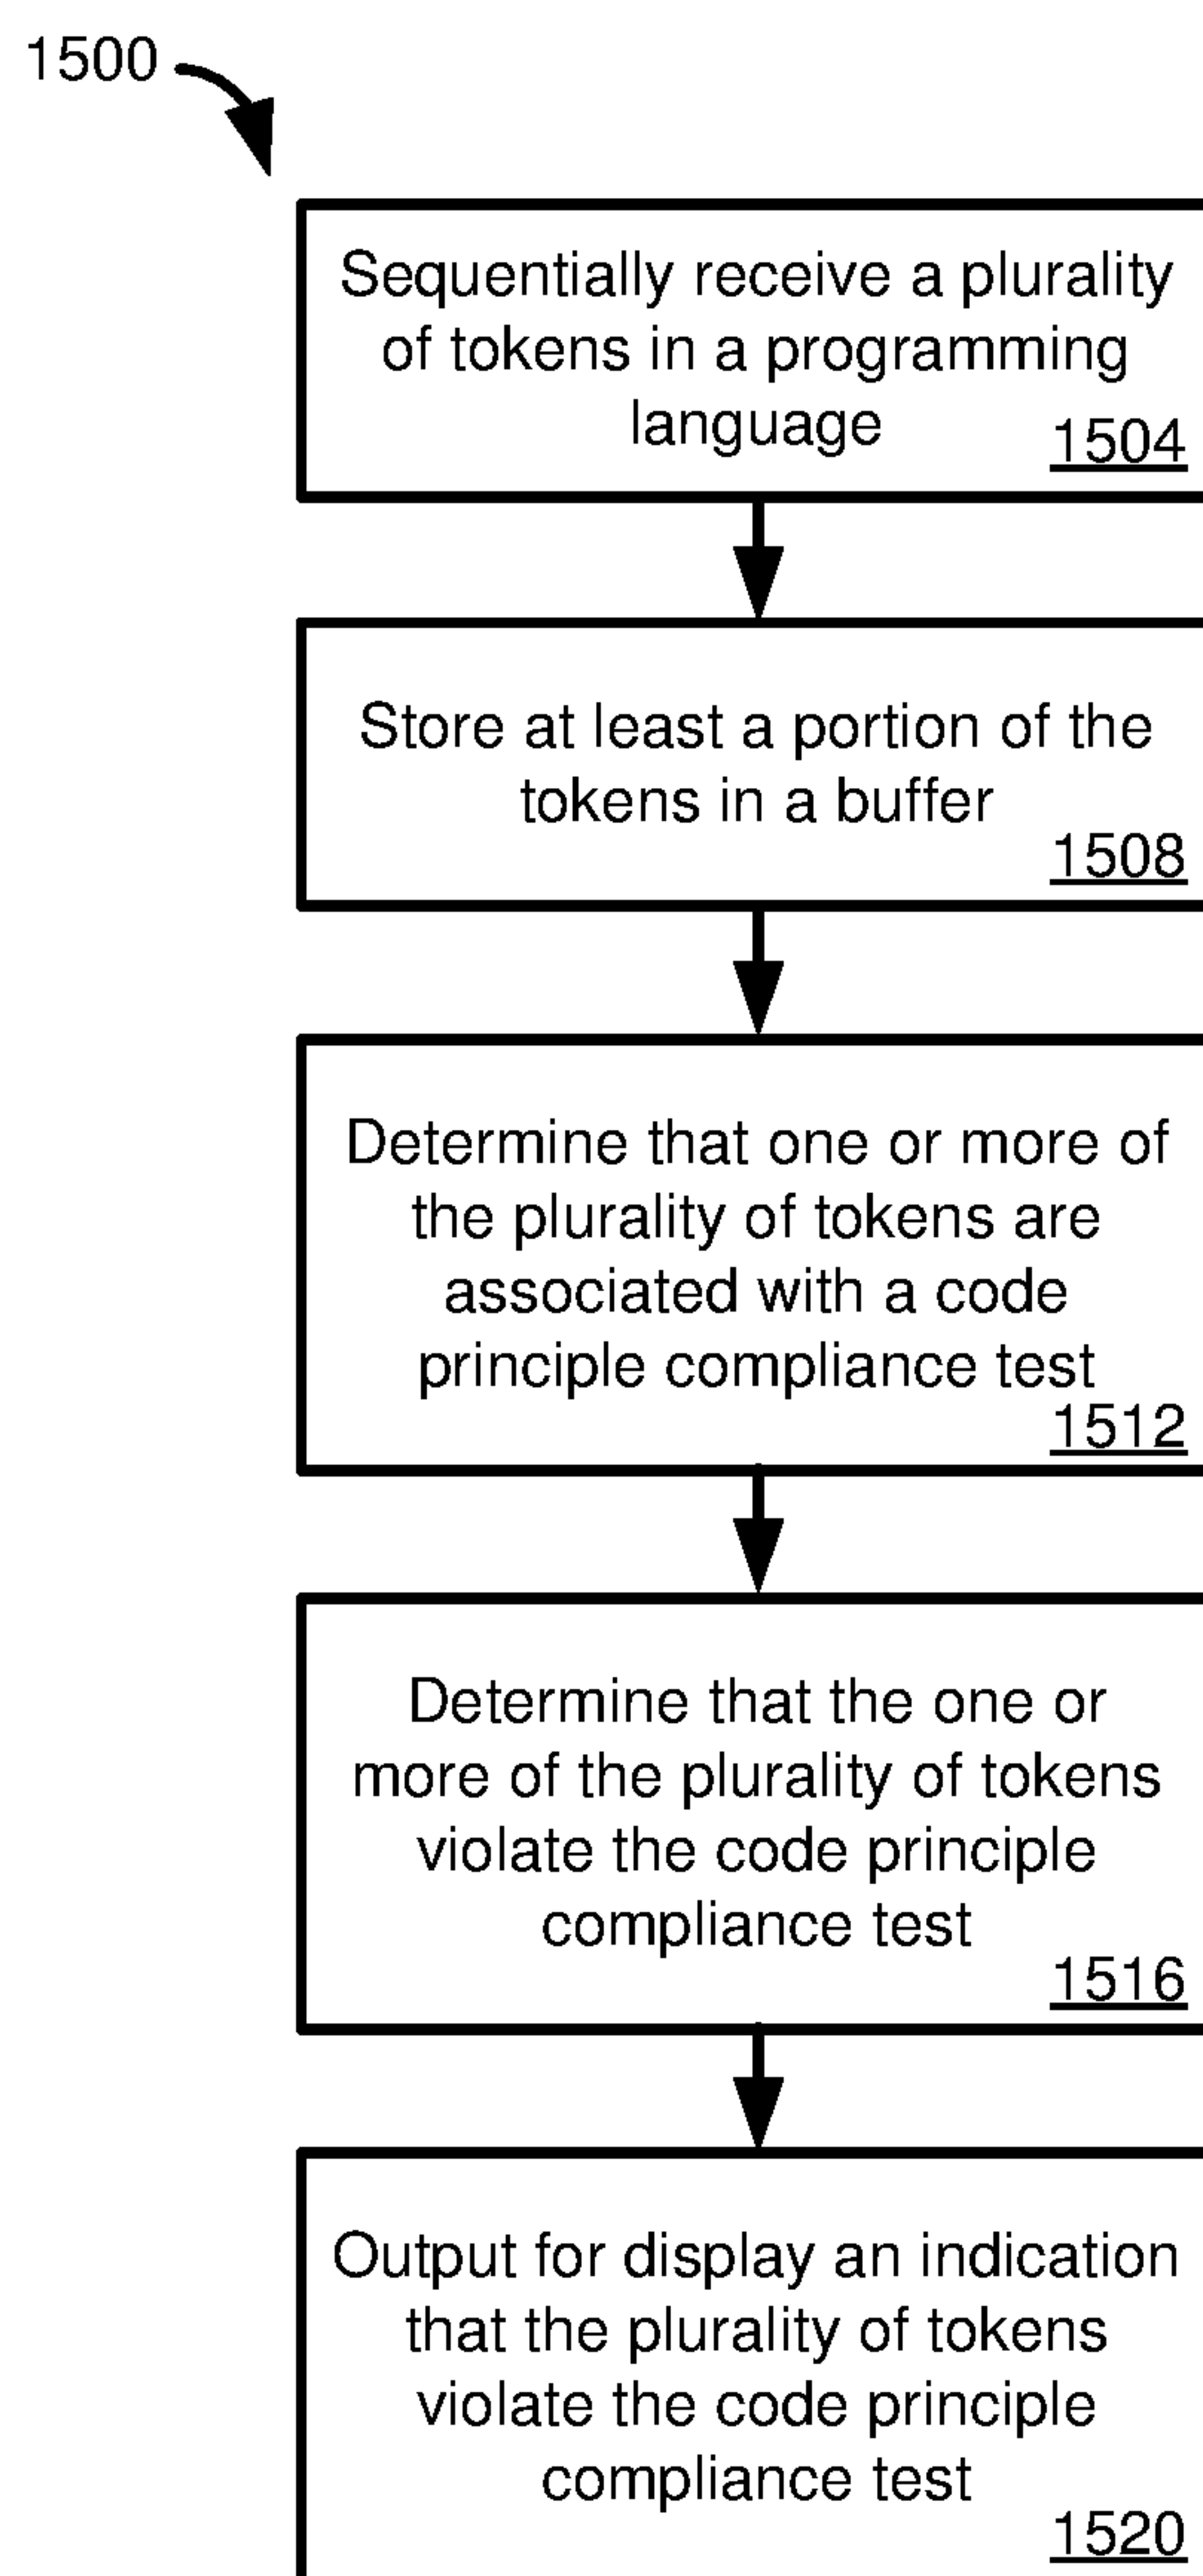 1500
Sequentially receive a plurality
of tokens in a programming
language
1504
Store at least a portion of the
tokens in a buffer
1508
Determine that one or more of
the plurality of tokens are
associated with a code
principle compliance test
1512
Determine that the one or
more of the plurality of tokens
violate the code principle
compliance test
1516
Output for display an indication
that the plurality of tokens
violate the code principle
compliance test
1520